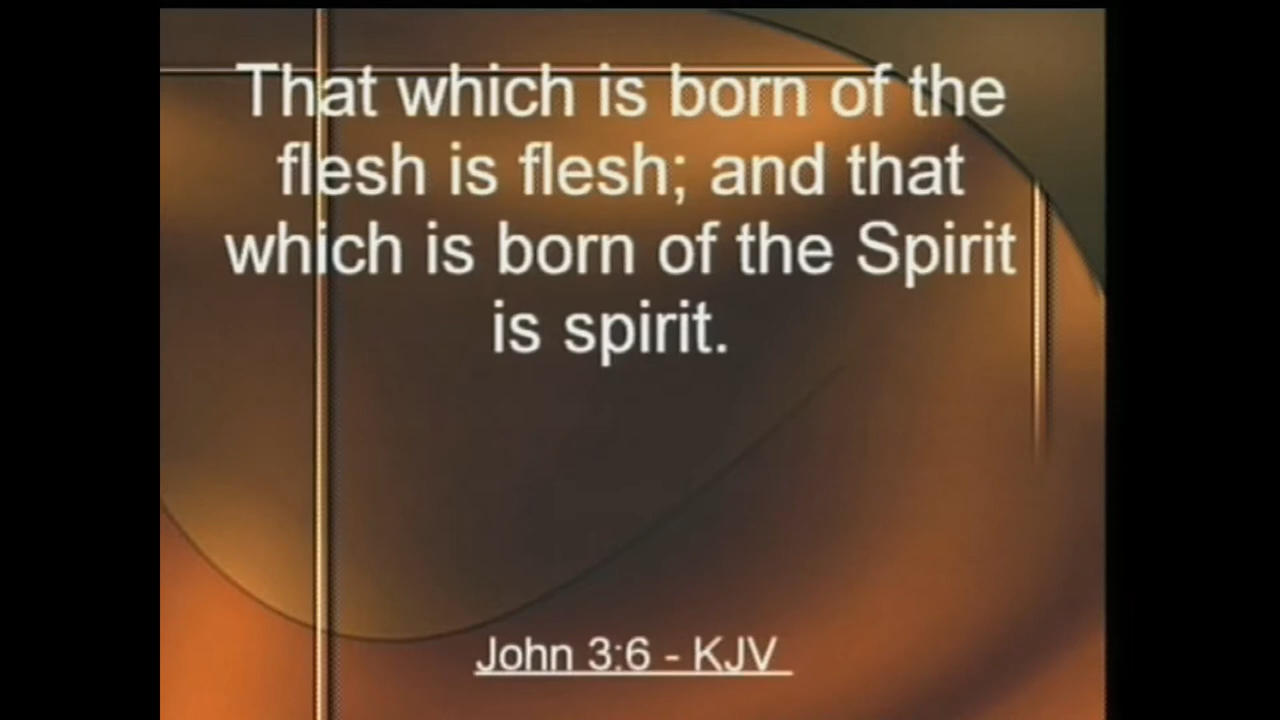 That which is born of the
flesh is flesh; and that
which is born of the Spirit
is spirit.
John 3:6 - KJV